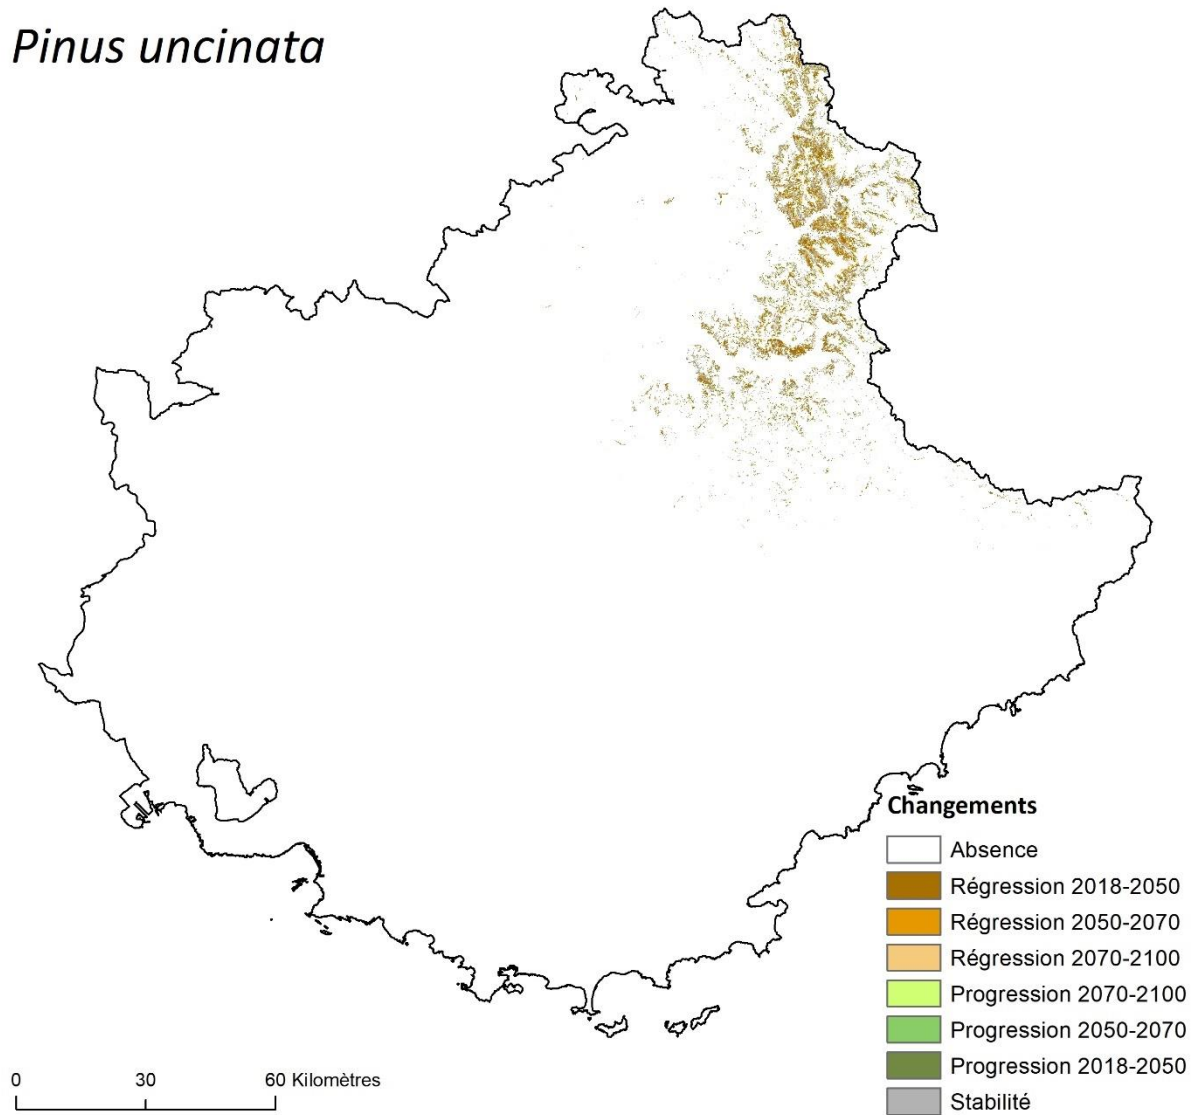 Pinus uncinata
Changements
Absence
Régression 2018-2050
Régression 2050-2070
Régression 2070-2100
Progression 2070-2100
Progression 2050-2070
Progression 2018-2050
Stabilité
0 30 60 Kilomètres